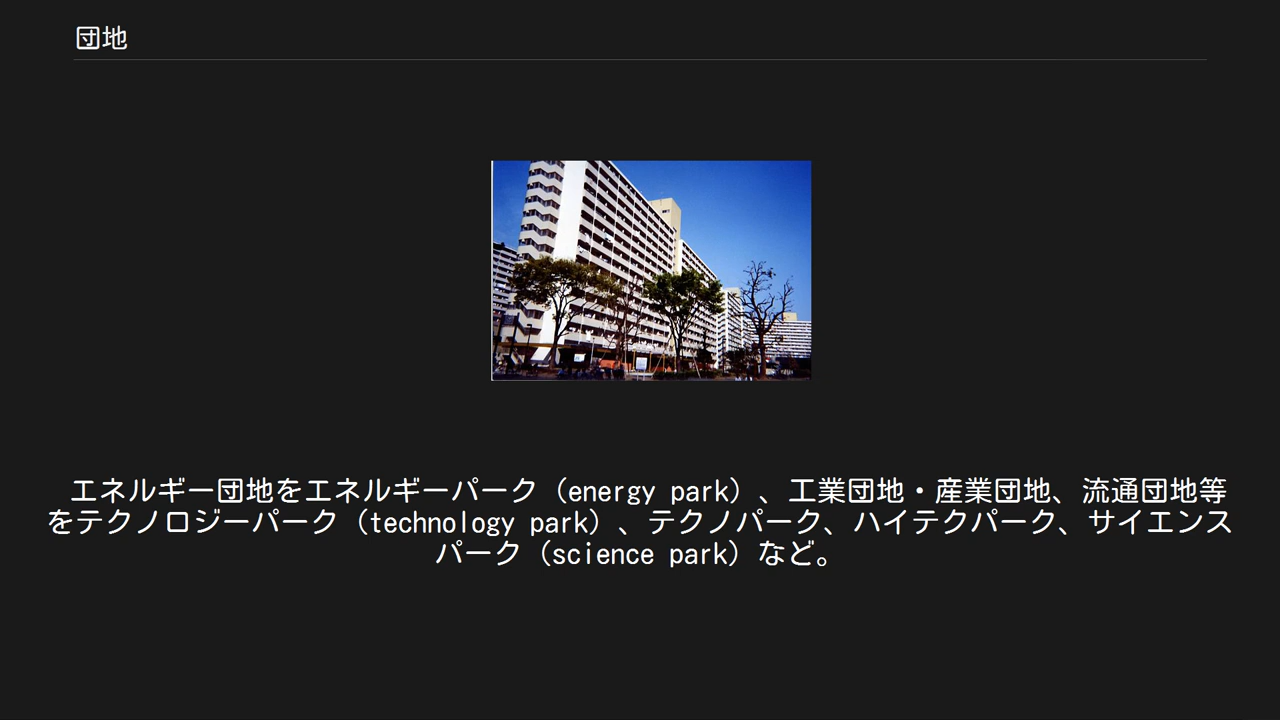 団地
エネルギー団地をエネルギーパーク（energy park）、工業団地・産業団地、流通団地等
をテクノロジーパーク（technology park）、テクノパーク、ハイテクパーク、サイエンス
パーク（science park）など。